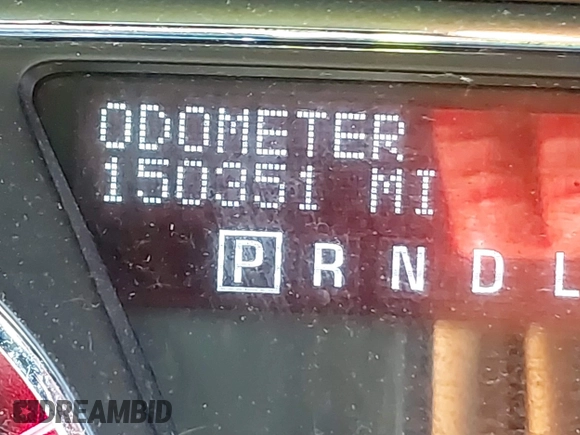 ODOMETER
150351 MI
P R N D L
DREAMBID